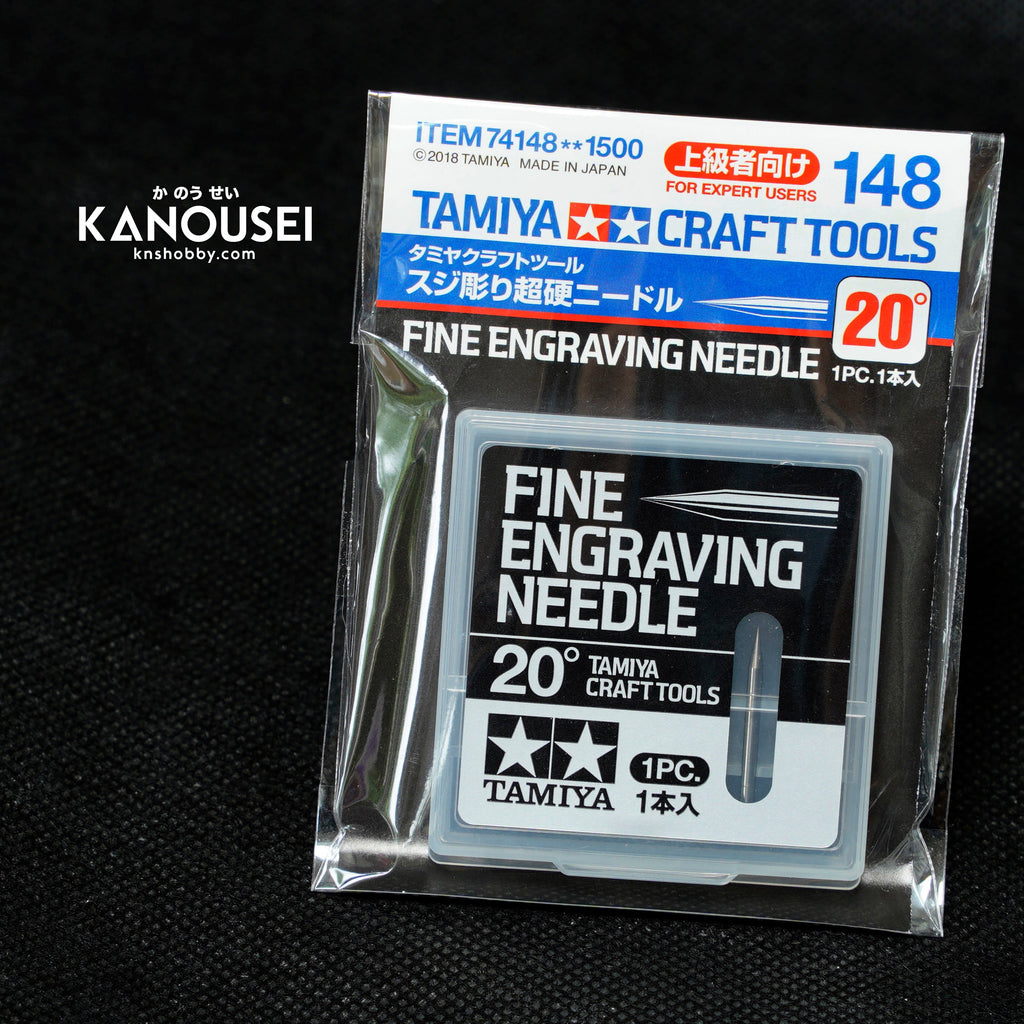 か のう せい
KANOUSEI
knshobby.com
ITEM 74148**1500
©2018 TAMIYA MADE IN JAPAN
上級者向け
FOR EXPERT USERS
148
TAMIYA CRAFT TOOLS
タミヤクラフトツール
スジ彫り超硬ニードル
20°
FINE ENGRAVING NEEDLE
1PC. 1本入
FINE
ENGRAVING
NEEDLE
20°
TAMIYA
CRAFT TOOLS
TAMIYA
1PC.
1本入